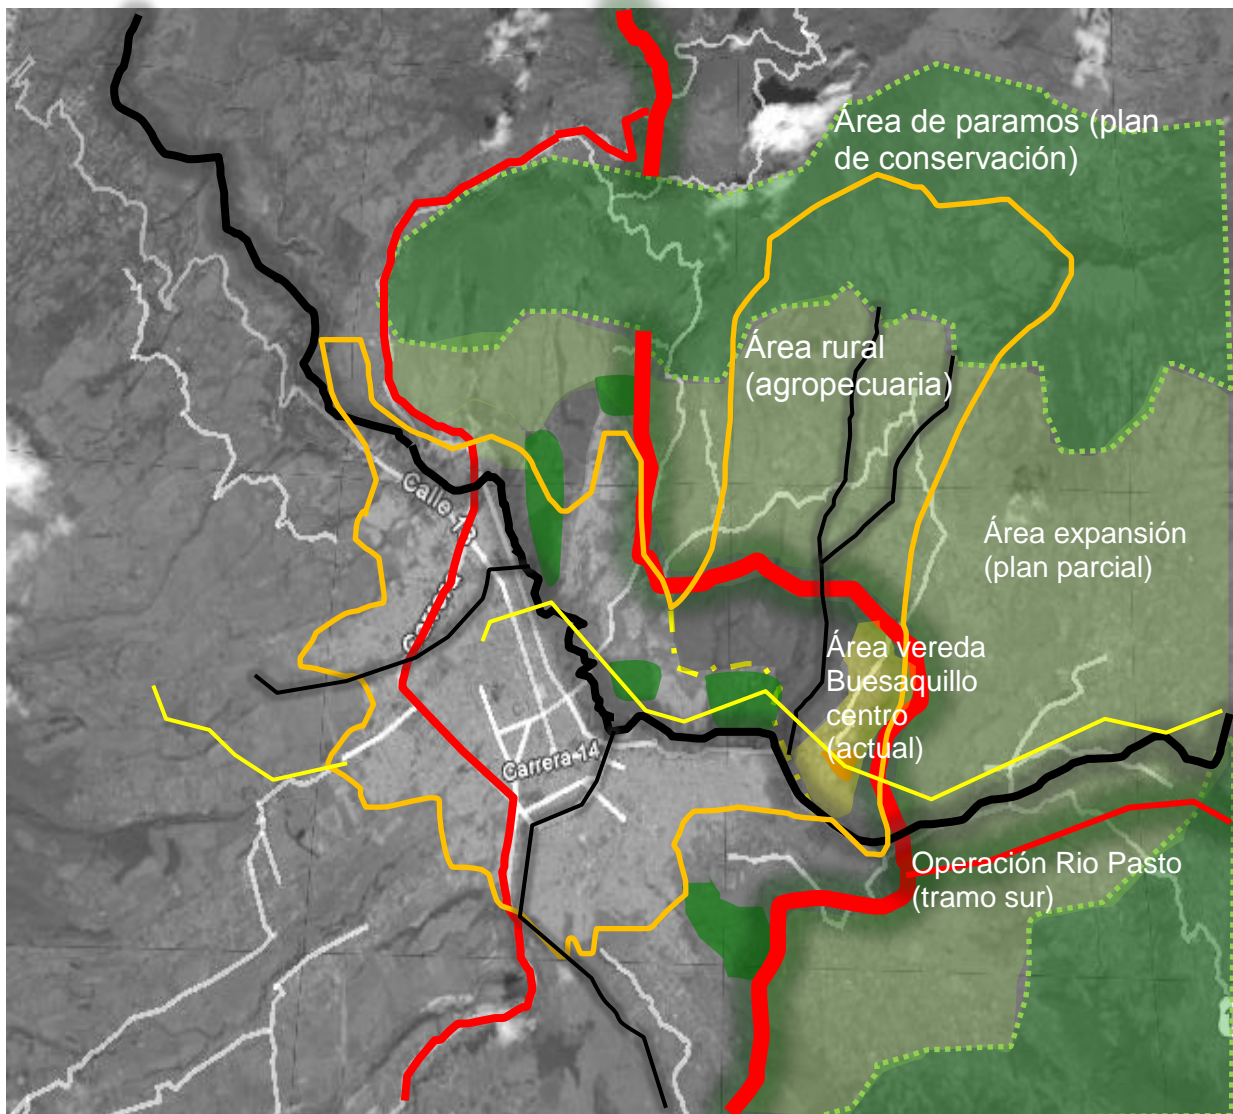 Área de paramos (plan
de conservación)
Área rural
(agropecuaria)
Calle 18
Área expansión
(plan parcial)
Área vereda
Buesaquillo
centro
(actual)
Carrera 14
Operación Rio Pasto
(tramo sur)